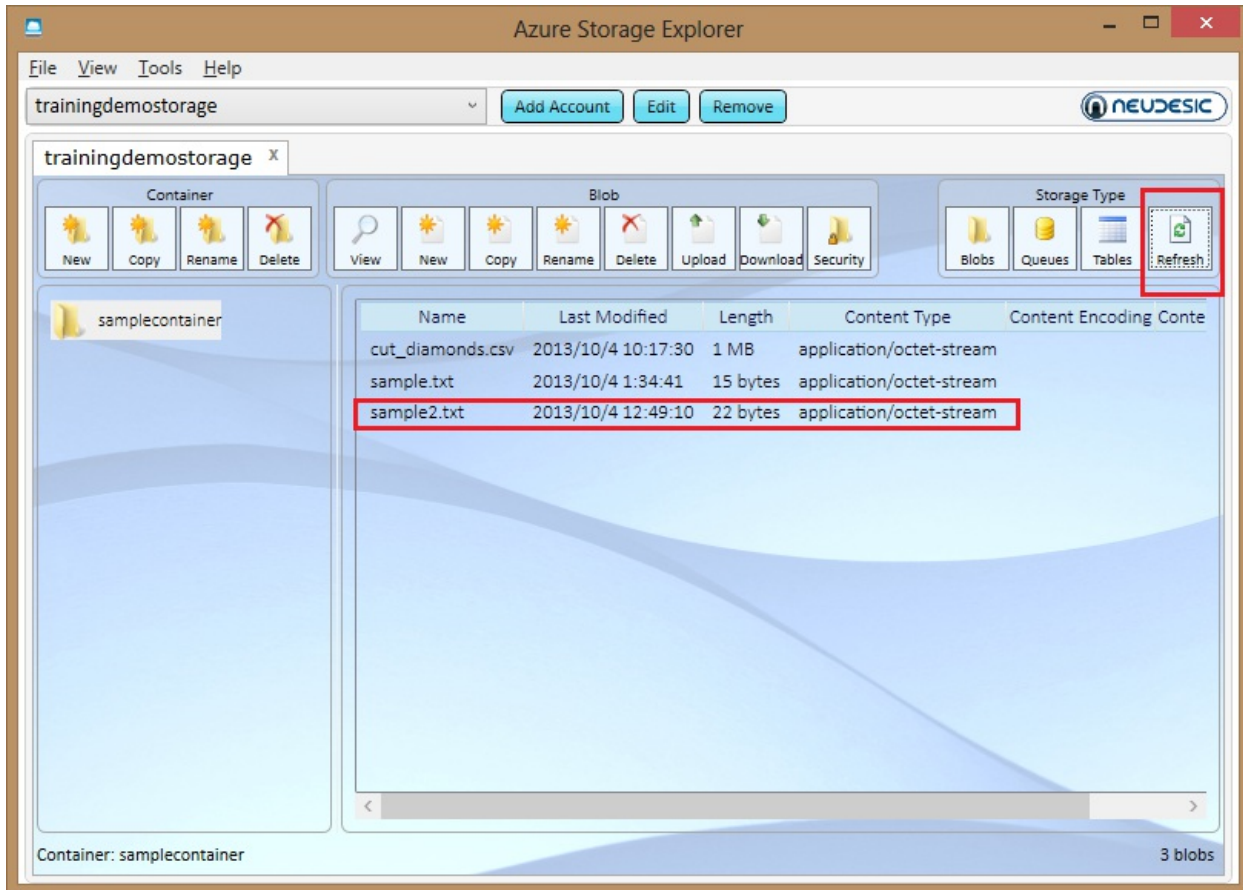 Azure Storage Explorer
File View Tools Help
trainingdemostorage Add Account Edit Remove NEUDESIC
trainingdemostorage x
Container Blob Storage Type
New Copy Rename Delete View New Copy Rename Delete Upload Download Security Blobs Queues Tables Refresh
samplecontainer
Name Last Modified Length Content Type Content Encoding Conte
cut_diamonds.csv 2013/10/4 10:17:30 1 MB application/octet-stream
sample.txt 2013/10/4 1:34:41 15 bytes application/octet-stream
sample2.txt 2013/10/4 12:49:10 22 bytes application/octet-stream
Container: samplecontainer 3 blobs